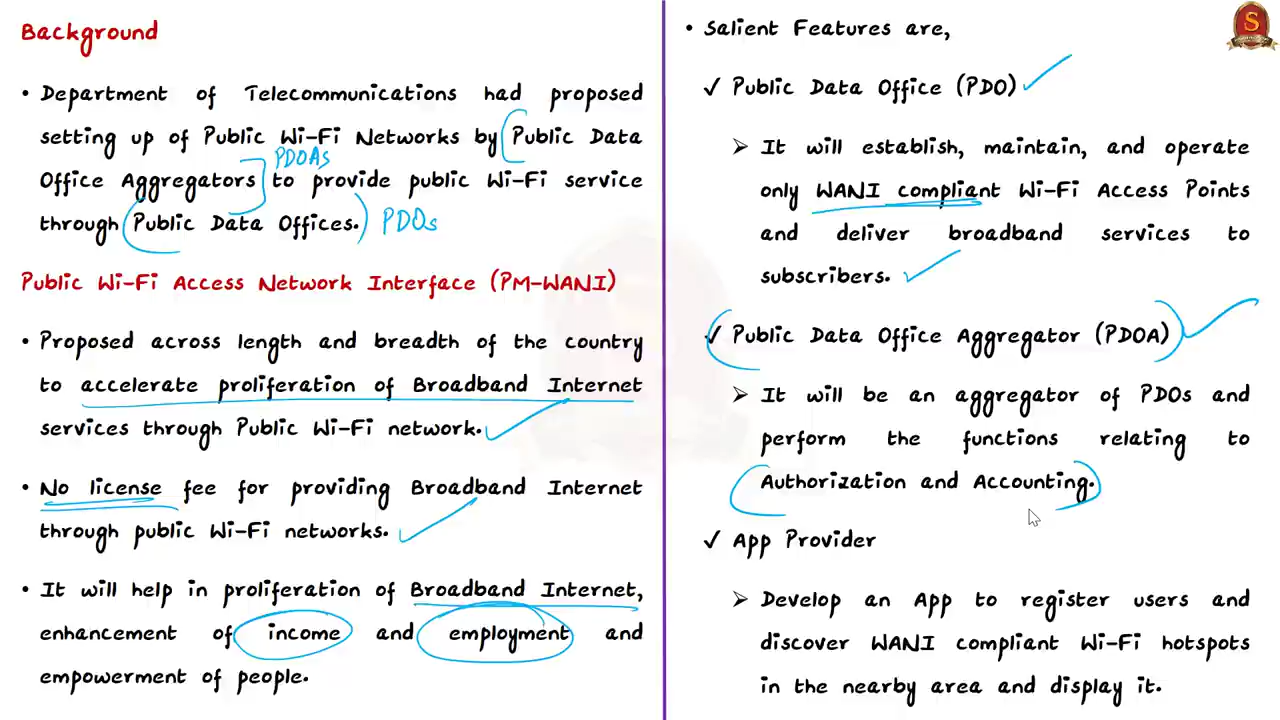 Background
• Department of Telecommunications had proposed
setting up of Public Wi-Fi Networks by Public Data
PDOAs
Office Aggregators to provide public Wi-Fi service
through Public Data Offices. PDOs
Public Wi-Fi Access Network Interface (PM-WANI)
• Proposed across length and breadth of the country
to accelerate proliferation of Broadband Internet
services through Public Wi-Fi network.
• No license fee for providing Broadband Internet
through public Wi-Fi networks.
• It will help in proliferation of Broadband Internet,
enhancement of income and employment and
empowerment of people.
• Salient Features are,
✓ Public Data Office (PDO)
➢ It will establish, maintain, and operate
only WANI compliant Wi-Fi Access Points
and deliver broadband services to
subscribers.
✓ Public Data Office Aggregator (PDOA)
➢ It will be an aggregator of PDOs and
perform the functions relating to
Authorization and Accounting.
✓ App Provider
➢ Develop an App to register users and
discover WANI compliant Wi-Fi hotspots
in the nearby area and display it.
S